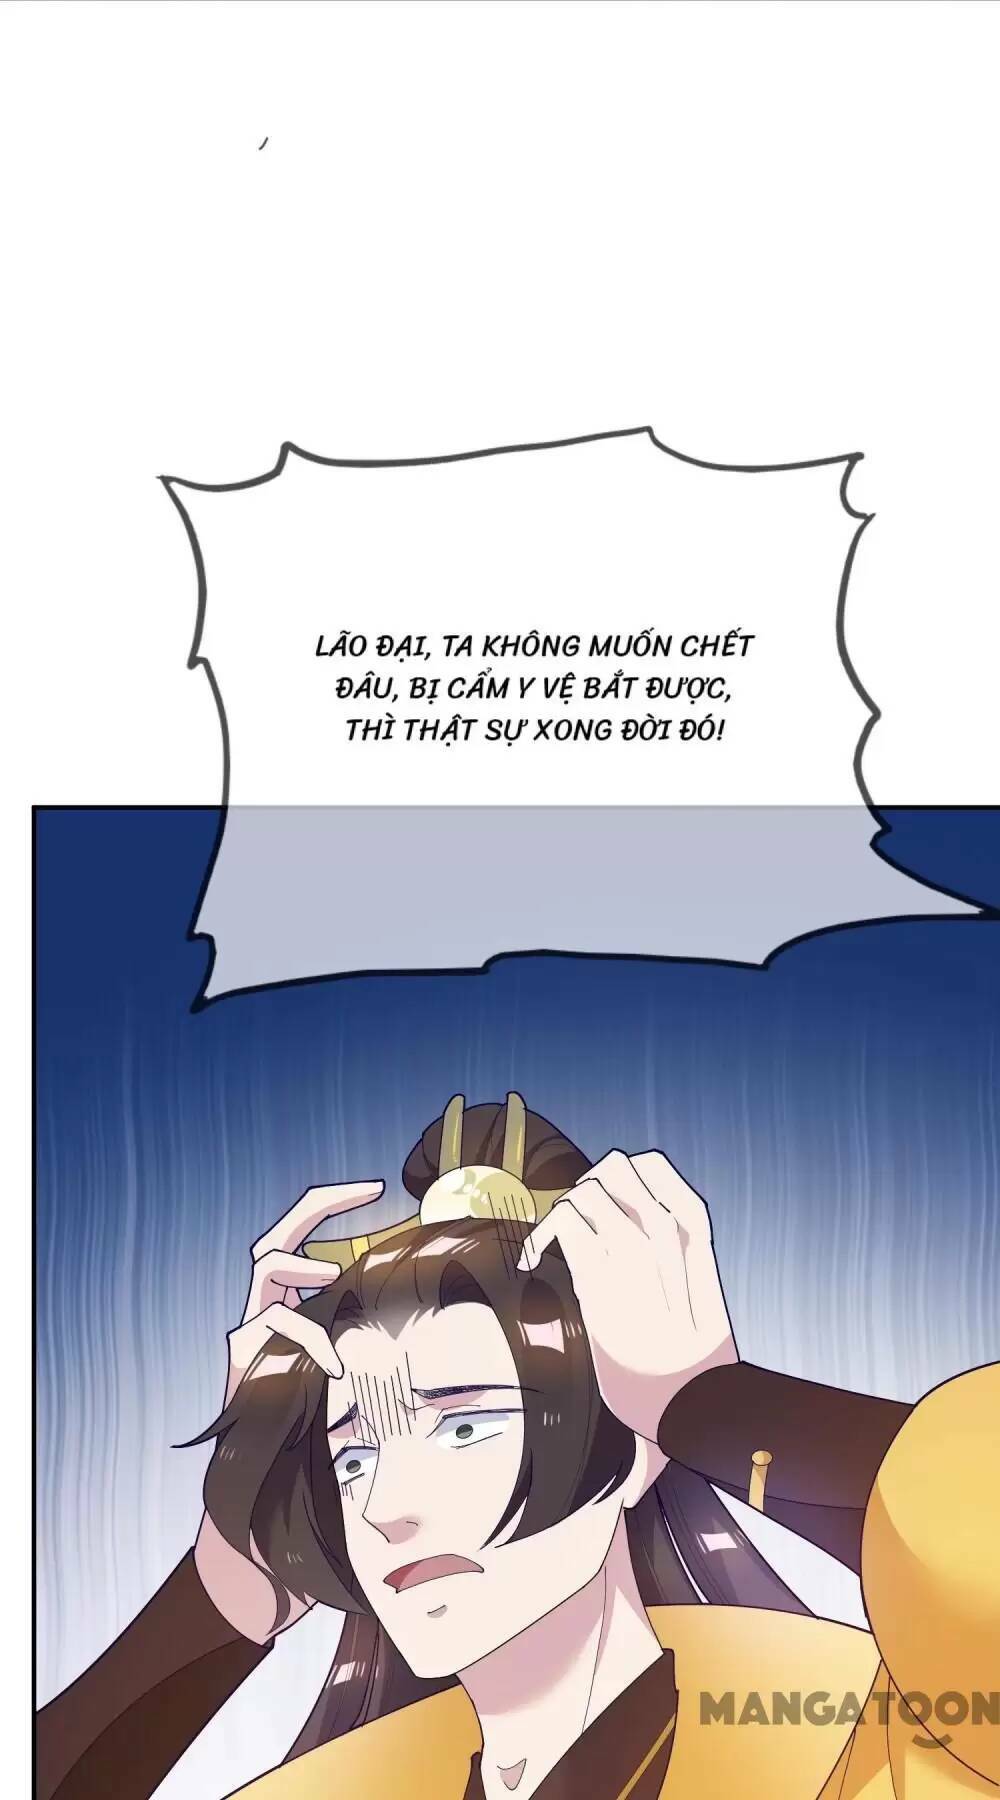 LÃO ĐẠI, TA KHÔNG MUỐN CHẾT
ĐÂU, BỊ CẨM Y VỆ BẮT ĐƯỢC,
THÌ THẬT SỰ XONG ĐỜI ĐÓ!
MANGATOON